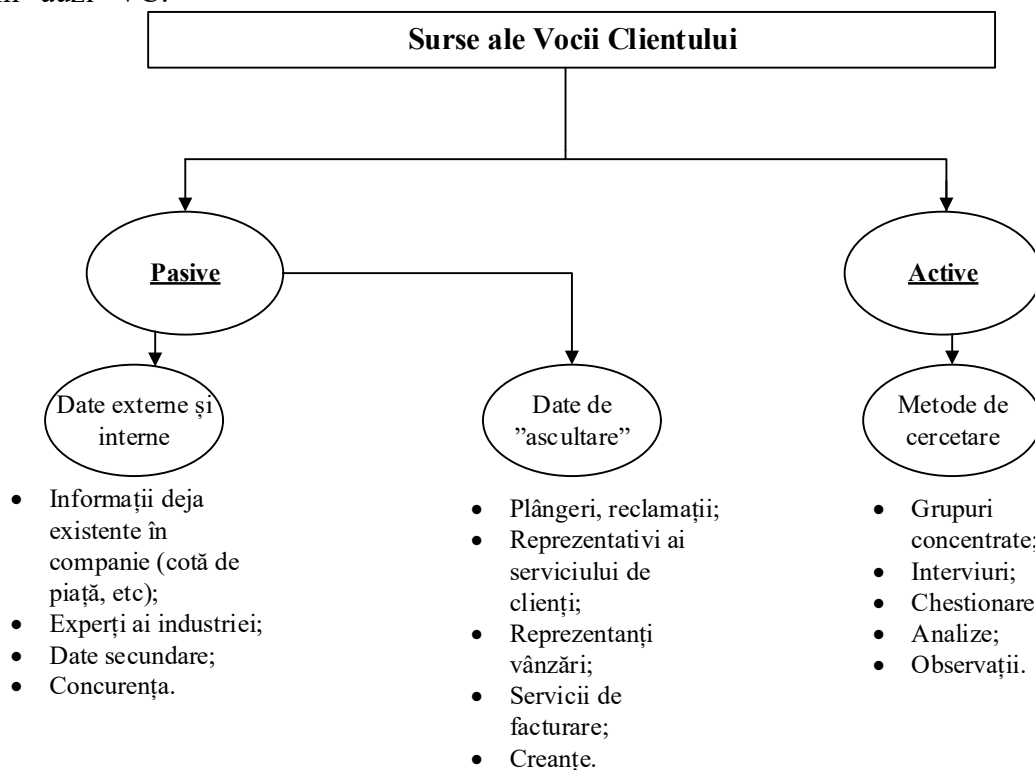 Surse ale Vocii Clientului
Pasive
Active
Date externe și
interne
Date de
”ascultare”
Metode de
cercetare
• Informații deja
existente în
companie (cotă de
piață, etc);
• Experți ai industriei;
• Date secundare;
• Concurența.
• Plângeri, reclamații;
• Reprezentativi ai
serviciului de
clienți;
• Reprezentanți
vânzări;
• Servicii de
facturare;
• Creanțe.
• Grupuri
concentrate;
• Interviuri;
• Chestionare
• Analize;
• Observații.